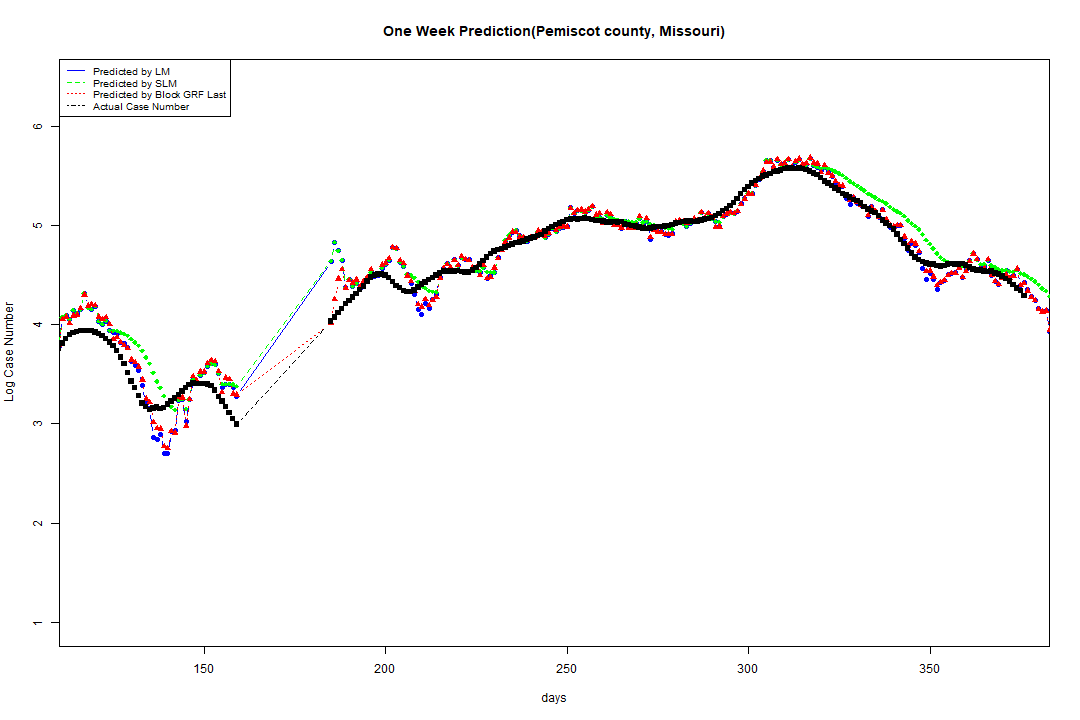 One Week Prediction(Pemiscot county, Missouri)
Predicted by LM
Predicted by SLM
Predicted by Block GRF Last
Actual Case Number
Log Case Number
6
5
4
3
2
1
150
200
250
300
350
days